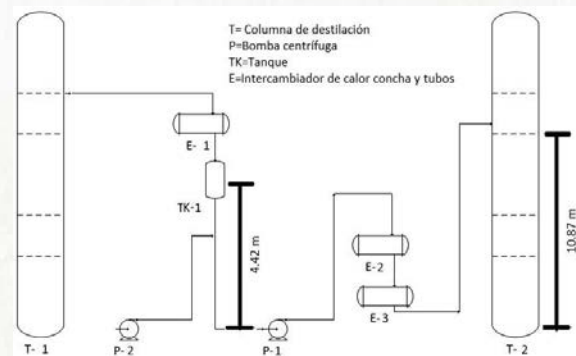 T= Columna de destilación
P=Bomba centrífuga
TK=Tanque
E=Intercambiador de calor concha y tubos
E- 1
TK-1
4.42 m
E-2
E-3
10.87 m
T- 1
P-2
P-1
T- 2